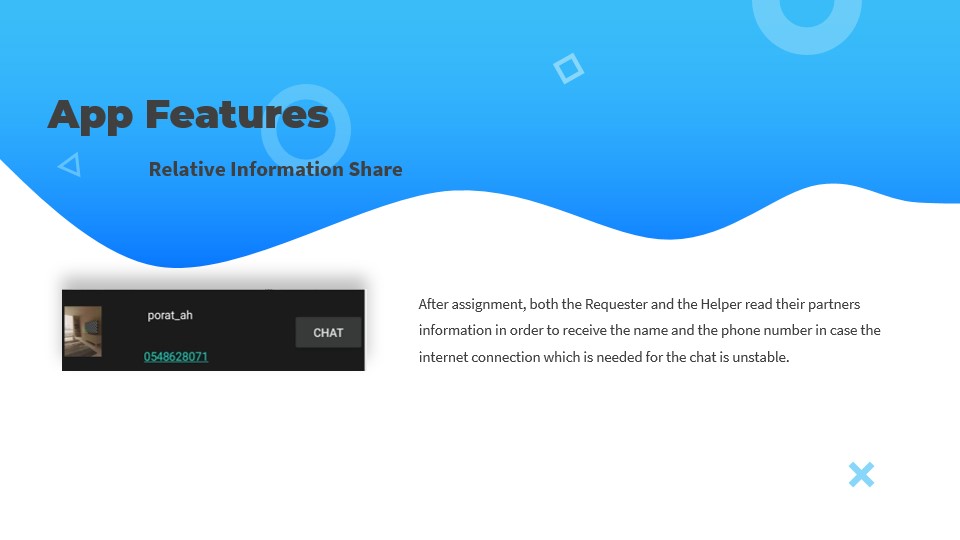 App Features
Relative Information Share
porat_ah
CHAT
0548628071
After assignment, both the Requester and the Helper read their partners
information in order to receive the name and the phone number in case the
internet connection which is needed for the chat is unstable.